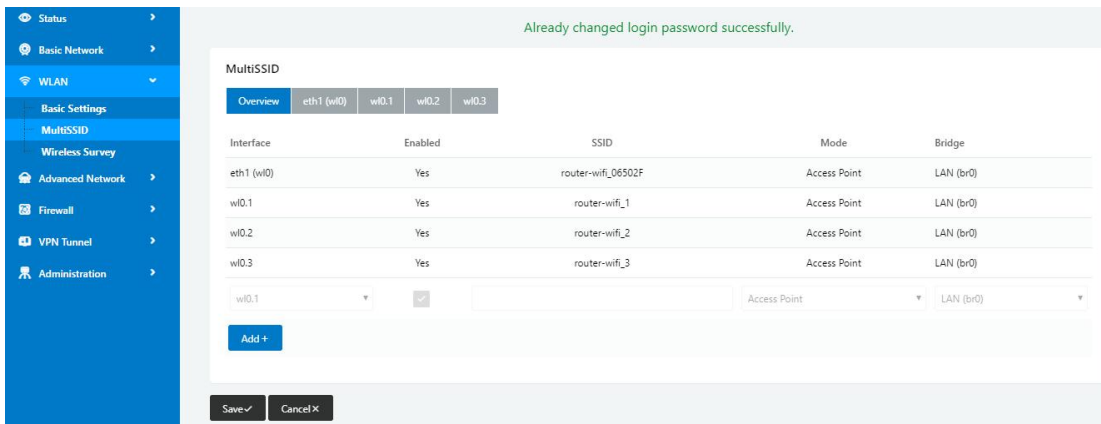 Status
Basic Network
WLAN
Basic Settings
MultiSSID
Wireless Survey
Advanced Network
Firewall
VPN Tunnel
Administration
Already changed login password successfully.
MultiSSID
Overview eth1 (wl0) wl0.1 wl0.2 wl0.3
Interface Enabled SSID Mode Bridge
eth1 (wl0) Yes router-wifi_06502F Access Point LAN (br0)
wl0.1 Yes router-wifi_1 Access Point LAN (br0)
wl0.2 Yes router-wifi_2 Access Point LAN (br0)
wl0.3 Yes router-wifi_3 Access Point LAN (br0)
wl0.1 Access Point LAN (br0)
Add +
Save Cancel